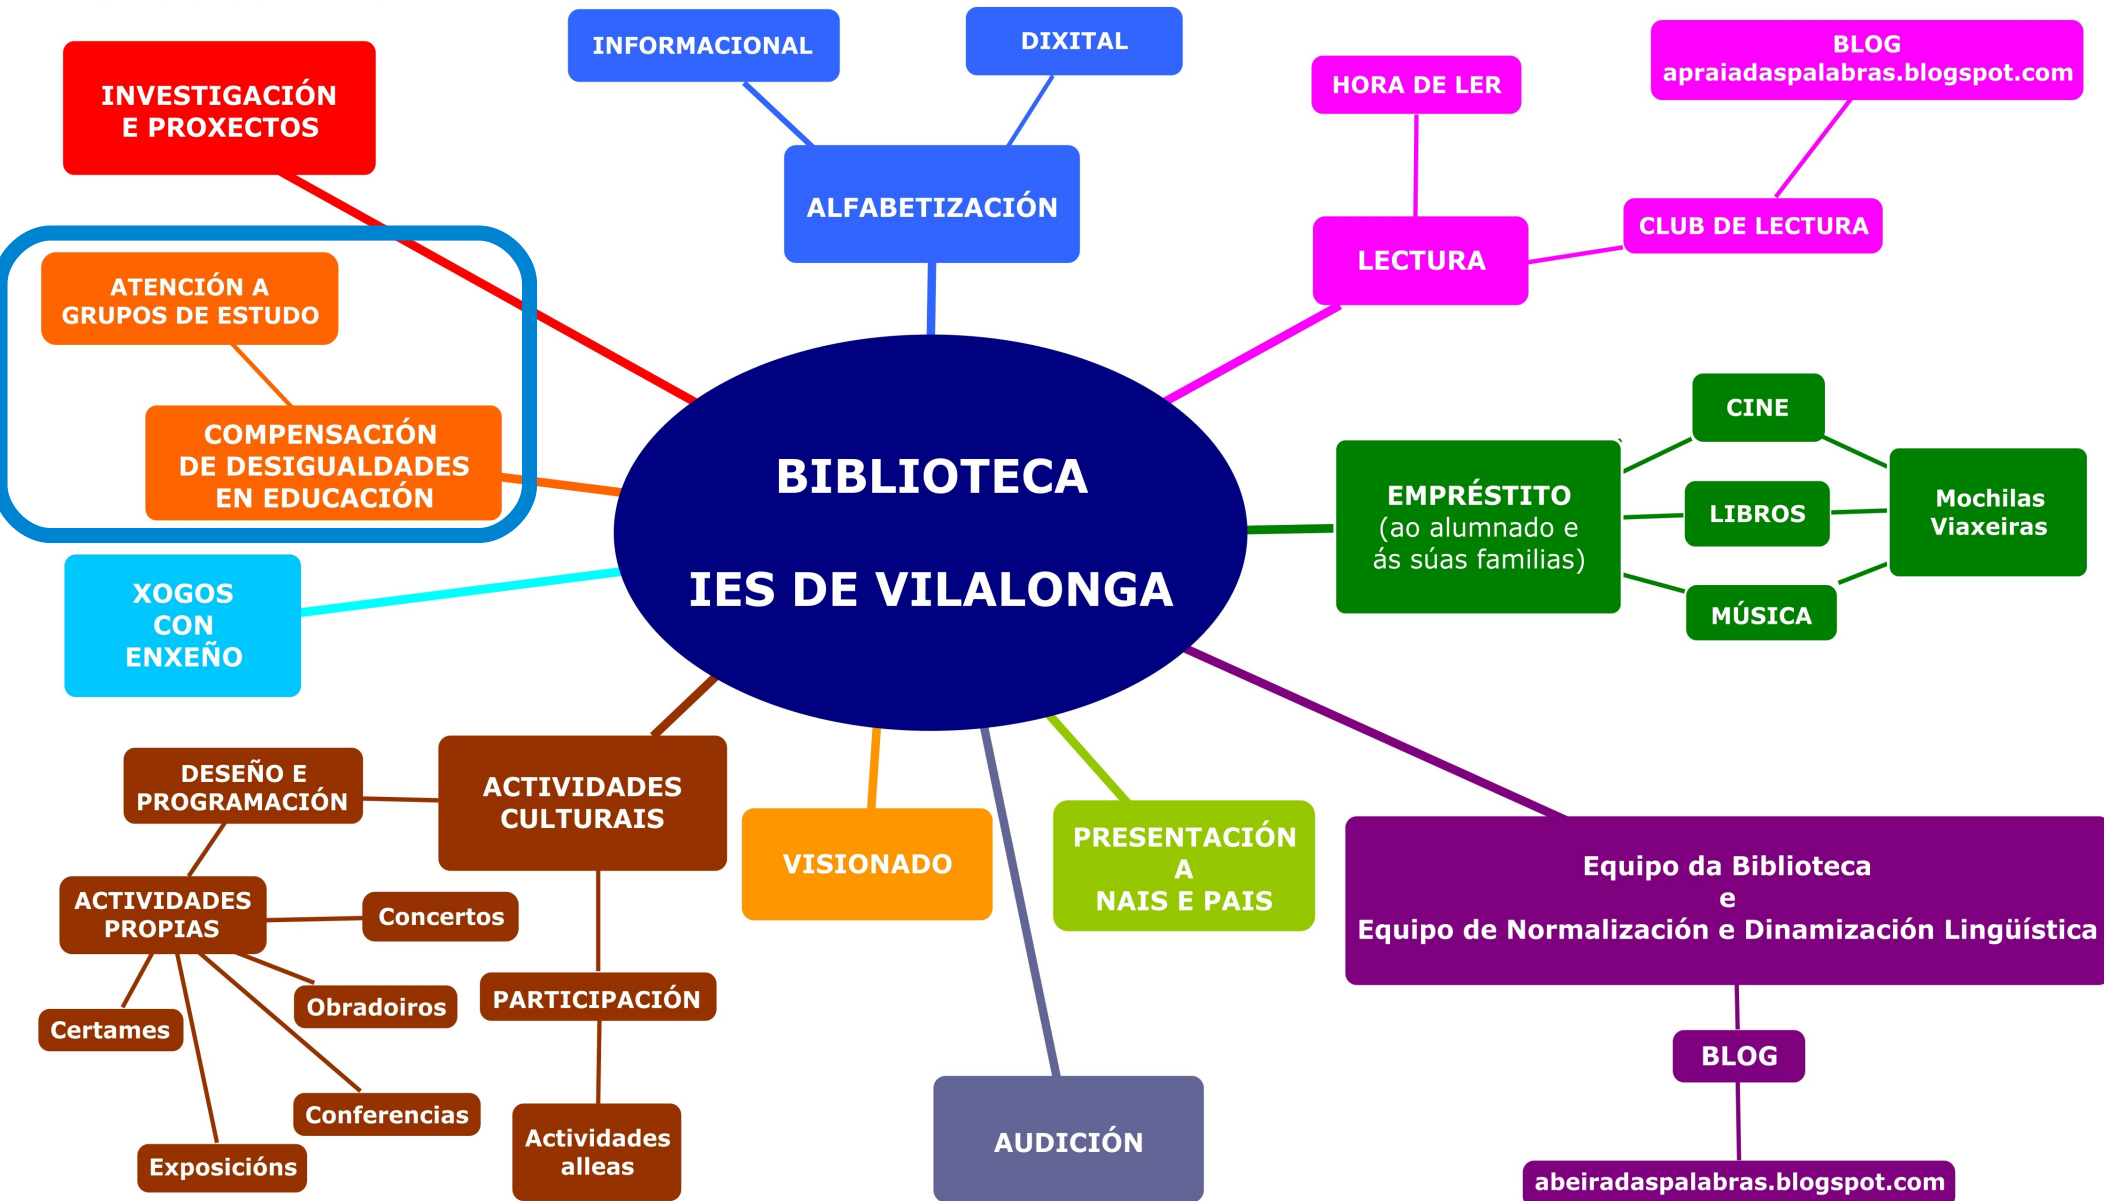 INFORMACIONAL
DIXITAL
BLOG
apraiadaspalabras.blogspot.com
HORA DE LER
INVESTIGACIÓN
E PROXECTOS
ALFABETIZACIÓN
CLUB DE LECTURA
LECTURA
ATENCIÓN A
GRUPOS DE ESTUDO
COMPENSACIÓN
DE DESIGUALDADES
EN EDUCACIÓN
BIBLIOTECA
IES DE VILALONGA
EMPRÉSTITO
(ao alumnado e
ás súas familias)
CINE
LIBROS
MÚSICA
Mochilas
Viaxeiras
XOGOS
CON
ENXEÑO
DESEÑO E
PROGRAMACIÓN
ACTIVIDADES
CULTURAIS
VISIONADO
PRESENTACIÓN
A
NAIS E PAIS
Equipo da Biblioteca
e
Equipo de Normalización e Dinamización Lingüística
ACTIVIDADES
PROPIAS
Concertos
Obradoiros
Certames
Conferencias
Exposicións
PARTICIPACIÓN
Actividades
alleas
AUDICIÓN
BLOG
abeiradaspalabras.blogspot.com